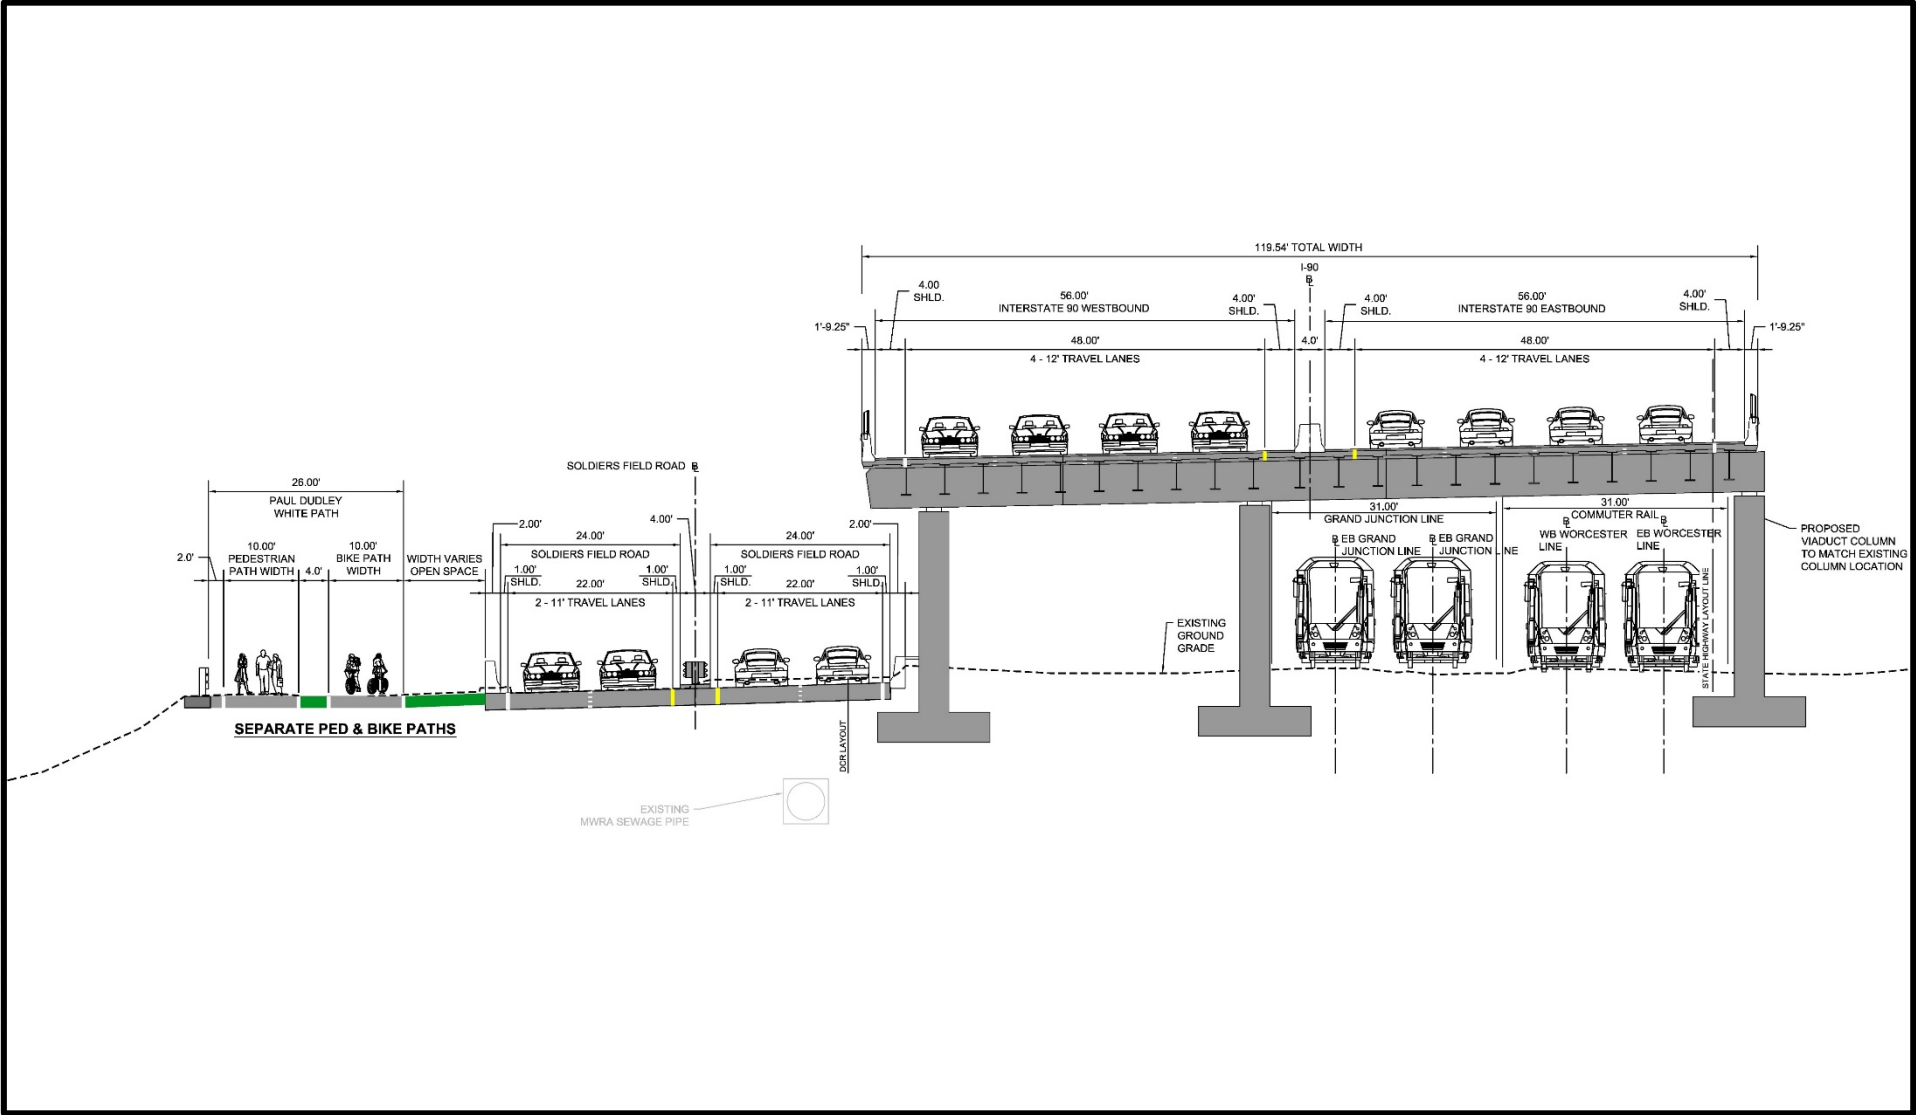 119.54' TOTAL WIDTH
I-90
4.00
SHLD.
56.00'
INTERSTATE 90 WESTBOUND
4.00'
SHLD.
4.00'
SHLD.
56.00'
INTERSTATE 90 EASTBOUND
4.00'
SHLD.
1'-9.25"
48.00'
4 - 12' TRAVEL LANES
4.0'
48.00'
4 - 12' TRAVEL LANES
1'-9.25"
SOLDIERS FIELD ROAD
26.00'
PAUL DUDLEY
WHITE PATH
2.0'
10.00'
PEDESTRIAN
PATH WIDTH
4.0'
10.00'
BIKE PATH
WIDTH
WIDTH VARIES
OPEN SPACE
2.00'
24.00'
SOLDIERS FIELD ROAD
4.00'
24.00'
SOLDIERS FIELD ROAD
2.00'
1.00'
SHLD.
22.00'
2 - 11' TRAVEL LANES
1.00'
SHLD
1.00'
SHLD.
22.00'
2 - 11' TRAVEL LANES
1.00'
SHLD
31.00'
GRAND JUNCTION LINE
31.00'
COMMUTER RAIL
EB GRAND
JUNCTION LINE
EB GRAND
JUNCTION LINE
WB WORCESTER
LINE
EB WORCESTER
LINE
PROPOSED
VIADUCT COLUMN
TO MATCH EXISTING
COLUMN LOCATION
STATE HIGHWAY LAYOUT LINE
EXISTING
GROUND
GRADE
SEPARATE PED & BIKE PATHS
DCR LAYOUT
EXISTING
MWRA SEWAGE PIPE